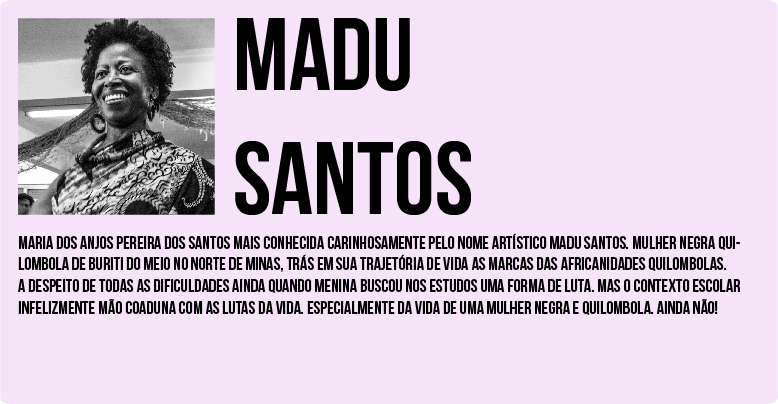 MADU
SANTOS
MARIA DOS ANJOS PEREIRA DOS SANTOS MAIS CONHECIDA CARINHOSAMENTE PELO NOME ARTÍSTICO MADU SANTOS. MULHER NEGRA QUI-
LOMBOLA DE BURITI DO MEIO NO NORTE DE MINAS, TRÁS EM SUA TRAJETÓRIA DE VIDA AS MARCAS DAS AFRICANIDADES QUILOMBOLAS.
A DESPEITO DE TODAS AS DIFICULDADES AINDA QUANDO MENINA BUSCOU NOS ESTUDOS UMA FORMA DE LUTA. MAS O CONTEXTO ESCOLAR
INFELIZMENTE MÃO COADUNA COM AS LUTAS DA VIDA. ESPECIALMENTE DA VIDA DE UMA MULHER NEGRA E QUILOMBOLA. AINDA NÃO!